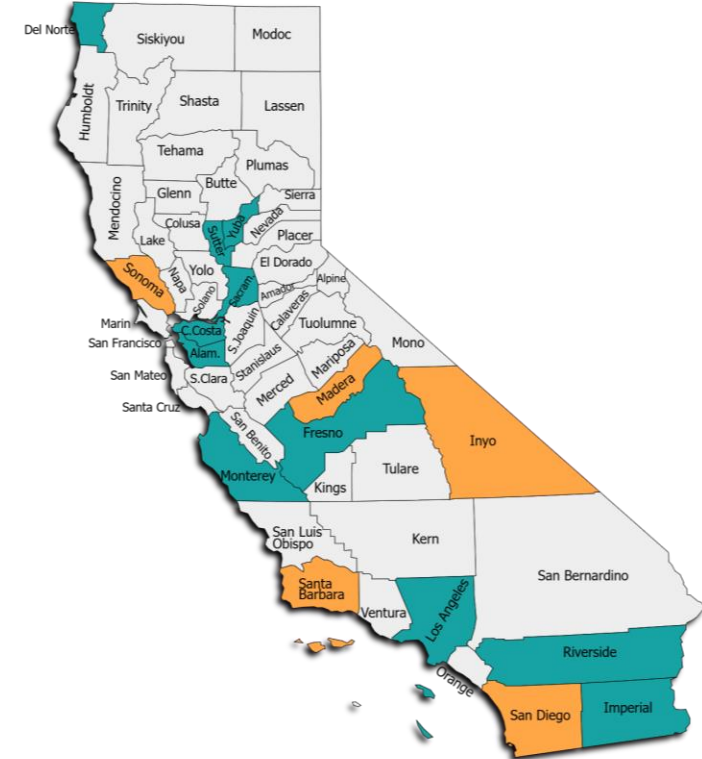 Del Norte
Siskiyou
Modoc
Humboldt
Trinity
Shasta
Lassen
Tehama
Plumas
Mendocino
Glenn
Butte
Sierra
Colusa
Lake
Sutter
Yuba
Nevada
Placer
Sonoma
Napa
Yolo
El Dorado
Solano
Sacram.
Amador
Alpine
Marin
C.Costa
S.Joaquin
Calaveras
Tuolumne
Mono
San Francisco
Alam.
Stanislaus
Mariposa
San Mateo
S.Clara
Merced
Madera
Santa Cruz
San Benito
Fresno
Inyo
Monterey
Kings
Tulare
San Luis
Obispo
Kern
San Bernardino
Santa
Barbara
Ventura
Los Angeles
Orange
Riverside
San Diego
Imperial